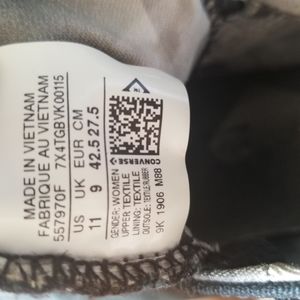 MADE IN VIETNAM
FABRIQUE AU VIETNAM
557970F 7X4TGBVK00115
US UK EUR CM
11 9 42.5 27.5
GENDER: WOMEN
UPPER: TEXTILE
LINING: TEXTILE
OUTSOLE: TEXTILE/RUBBER
9K 1906 M88
CONVERSE